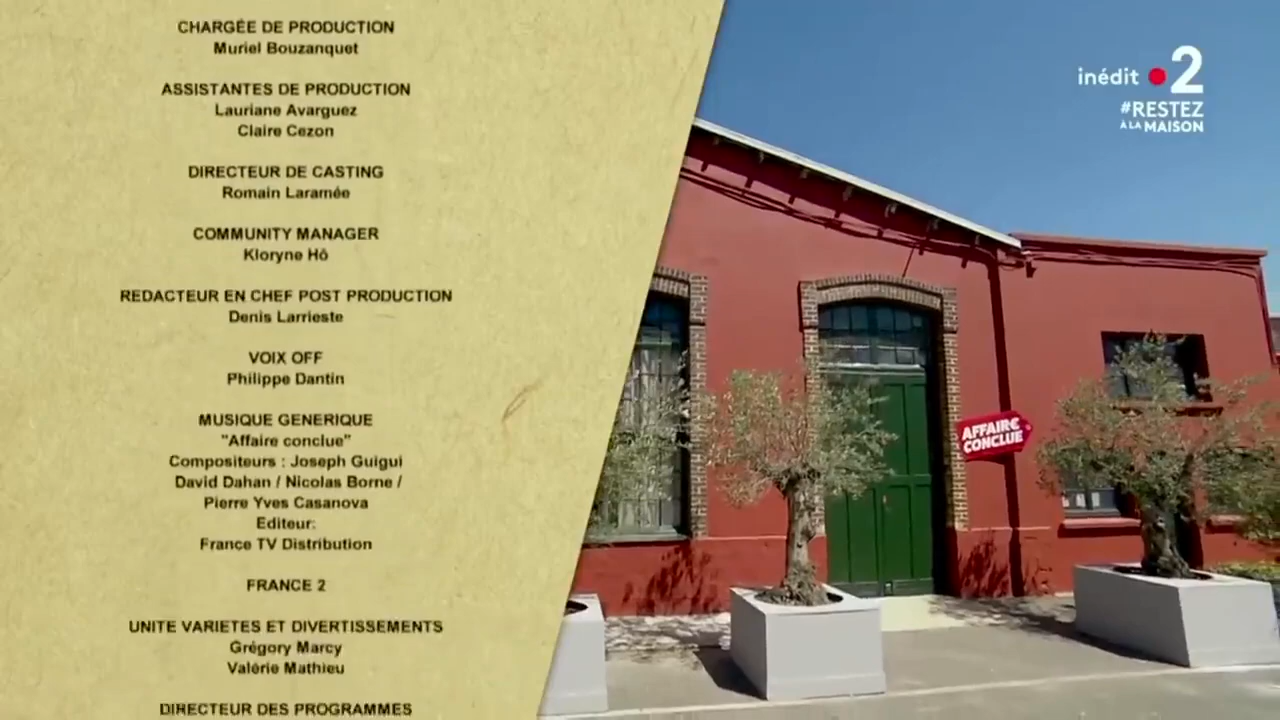 CHARGÉE DE PRODUCTION
Muriel Bouzanquet
ASSISTANTES DE PRODUCTION
Lauriane Avarguez
Claire Cezon
DIRECTEUR DE CASTING
Romain Laramée
COMMUNITY MANAGER
Kloryne Hô
REDACTEUR EN CHEF POST PRODUCTION
Denis Larrieste
VOIX OFF
Philippe Dantin
MUSIQUE GENERIQUE
"Affaire conclue"
Compositeurs : Joseph Guigui
David Dahan / Nicolas Borne /
Pierre Yves Casanova
Editeur:
France TV Distribution
FRANCE 2
UNITE VARIETES ET DIVERTISSEMENTS
Grégory Marcy
Valérie Mathieu
DIRECTEUR DES PROGRAMMES
inédit 2
#RESTEZ
À LA MAISON
AFFAIR€
CONCLUE